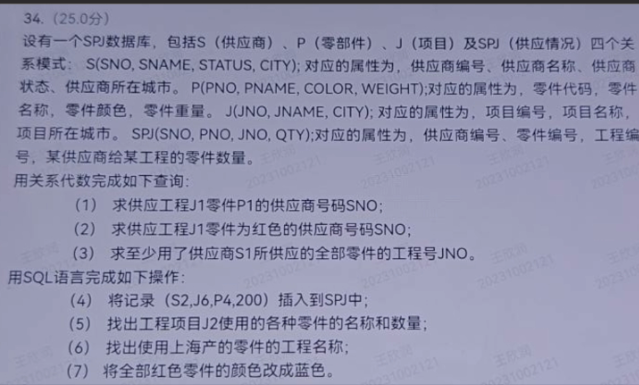 34. (25.0分)
设有一个SPJ数据库，包括S（供应商）、P（零部件）、J（项目）及SPJ（供应情况）四个关
系模式： S(SNO, SNAME, STATUS, CITY); 对应的属性为，供应商编号、供应商名称、供应商
状态、供应商所在城市。 P(PNO, PNAME, COLOR, WEIGHT);对应的属性为，零件代码，零件
名称，零件颜色，零件重量。 J(JNO, JNAME, CITY); 对应的属性为，项目编号，项目名称，
项目所在城市。 SPJ(SNO, PNO, JNO, QTY);对应的属性为，供应商编号、零件编号，工程编
号，某供应商给某工程的零件数量。
用关系代数完成如下查询：
（1） 求供应工程J1零件P1的供应商号码SNO；
（2） 求供应工程J1零件为红色的供应商号码SNO；
（3） 求至少用了供应商S1所供应的全部零件的工程号JNO。
用SQL语言完成如下操作：
（4） 将记录（S2,J6,P4,200）插入到SPJ中；
（5） 找出工程项目J2使用的各种零件的名称和数量；
（6） 找出使用上海产的零件的工程名称；
（7） 将全部红色零件的颜色改成蓝色。